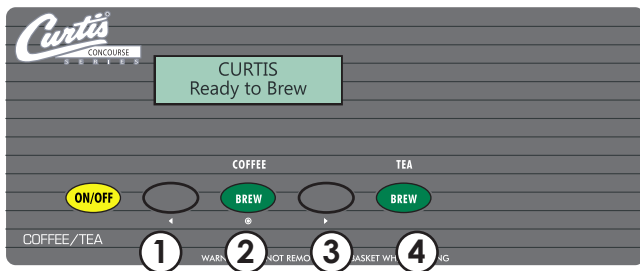 Curtis
CONCOURSE
SERIES
CURTIS
Ready to Brew
COFFEE TEA
ON/OFF BREW BREW
COFFEE/TEA
1 2 3 4
WARN NOT REMO BASKET WH NG